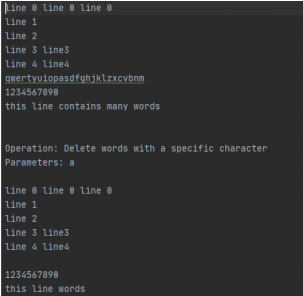 line 0 line 0 line 0
line 1
line 2
line 3 line3
line 4 line4
qwertyuiopasdfghjklzxcvbnm
1234567890
this line contains many words
Operation: Delete words with a specific character
Parameters: a
line 0 line 0 line 0
line 1
line 2
line 3 line3
line 4 line4
1234567890
this line words